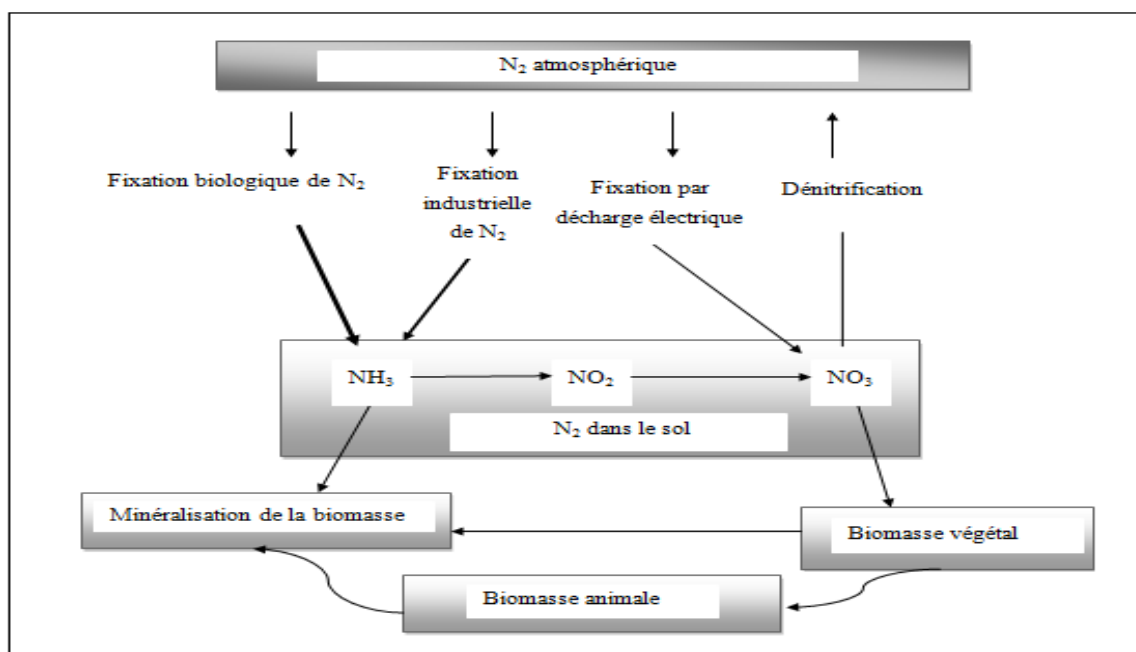 N₂ atmosphérique
Fixation biologique de N₂
Fixation
industrielle
de N₂
Fixation par
décharge électrique
Dénitrification
NH₃
NO₂
NO₃
N₂ dans le sol
Minéralisation de la biomasse
Biomasse végétal
Biomasse animale